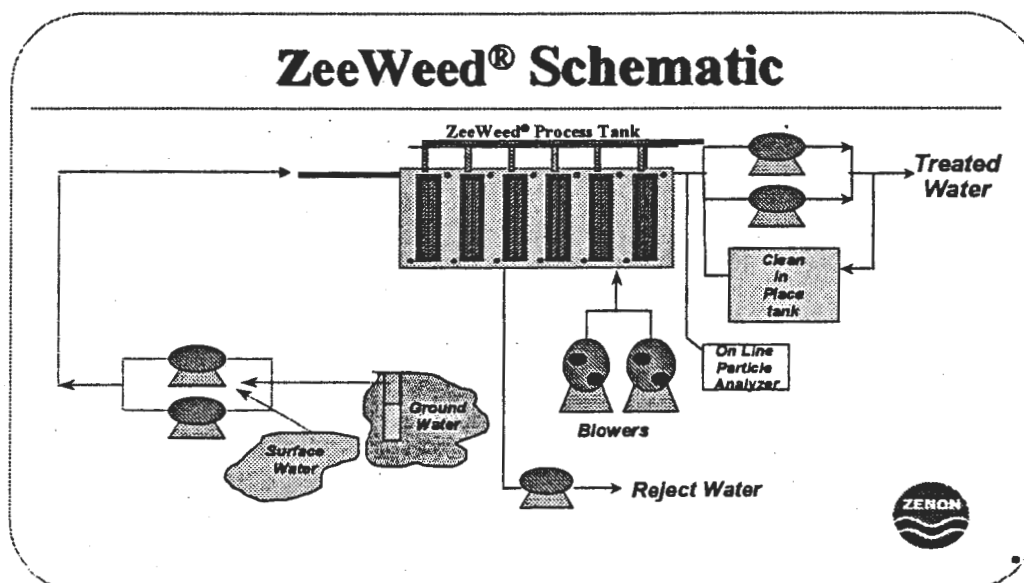 ZeeWeed® Schematic
ZeeWeed® Process Tank
Treated
Water
Clean
in
Place
tank
On Line
Particle
Analyzer
Blowers
Ground
Water
Surface
Water
Reject Water
ZENON